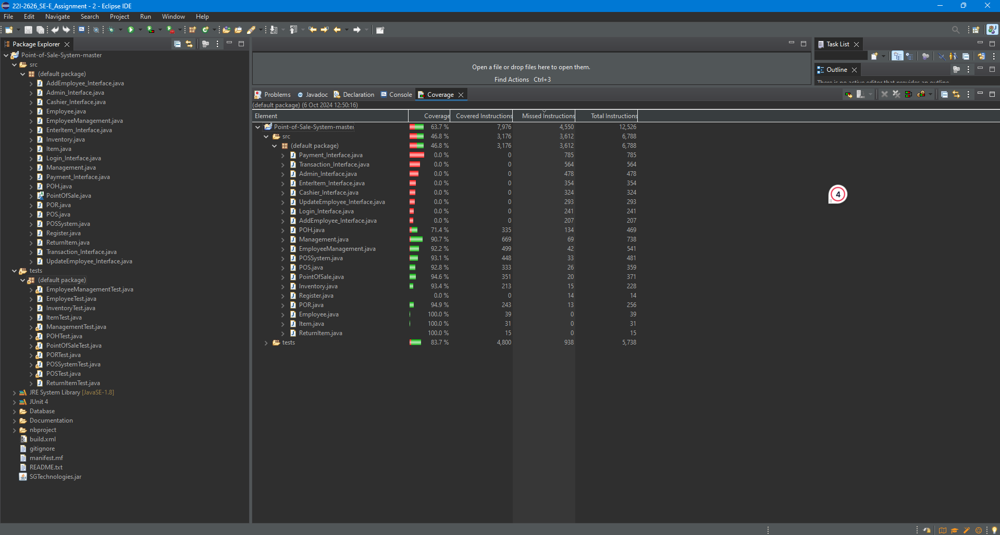 22I-2626_SE-E_Assignment - 2 - Eclipse IDE
File Edit Navigate Search Project Run Window Help
Package Explorer
Point-of-Sale-System-master
src
(default package)
AddEmployee_Interface.java
Admin_Interface.java
Cashier_Interface.java
Employee.java
EmployeeManagement.java
EnterItem_Interface.java
Inventory.java
Item.java
Login_Interface.java
Management.java
Payment_Interface.java
POH.java
PointOfSale.java
POR.java
POS.java
POSSystem.java
Register.java
ReturnItem.java
Transaction_Interface.java
UpdateEmployee_Interface.java
tests
(default package)
EmployeeManagementTest.java
EmployeeTest.java
InventoryTest.java
ItemTest.java
ManagementTest.java
POHTest.java
PointOfSaleTest.java
PORTest.java
POSSystemTest.java
POSTest.java
ReturnItemTest.java
JRE System Library [JavaSE-1.8]
JUnit 4
Database
Documentation
nbproject
build.xml
gitignore
manifest.mf
README.txt
SGTechnologies.jar
Open a file or drop files here to open them.
Find Actions Ctrl+3
Problems Javadoc Declaration Console Coverage
(default package) (6 Oct 2024 12:50:16)
Element Coverage Covered Instructions Missed Instructions Total Instructions
Point-of-Sale-System-master 63.7 % 7,976 4,550 12,526
src 46.8 % 3,176 3,612 6,788
(default package) 46.8 % 3,176 3,612 6,788
Payment_Interface.java 0.0 % 0 785 785
Transaction_Interface.java 0.0 % 0 564 564
Admin_Interface.java 0.0 % 0 478 478
EnterItem_Interface.java 0.0 % 0 354 354
Cashier_Interface.java 0.0 % 0 324 324
UpdateEmployee_Interface.java 0.0 % 0 293 293
Login_Interface.java 0.0 % 0 241 241
AddEmployee_Interface.java 0.0 % 0 207 207
POH.java 71.4 % 335 134 469
Management.java 90.7 % 669 69 738
EmployeeManagement.java 92.2 % 499 42 541
POSSystem.java 93.1 % 448 33 481
POS.java 92.8 % 333 26 359
PointOfSale.java 94.6 % 351 20 371
Inventory.java 93.4 % 213 15 228
Register.java 0.0 % 0 14 14
POR.java 94.9 % 243 13 256
Employee.java 100.0 % 39 0 39
Item.java 100.0 % 31 0 31
ReturnItem.java 100.0 % 15 0 15
tests 83.7 % 4,800 938 5,738
Task List
Outline
There is no active editor that provides an outline.
4